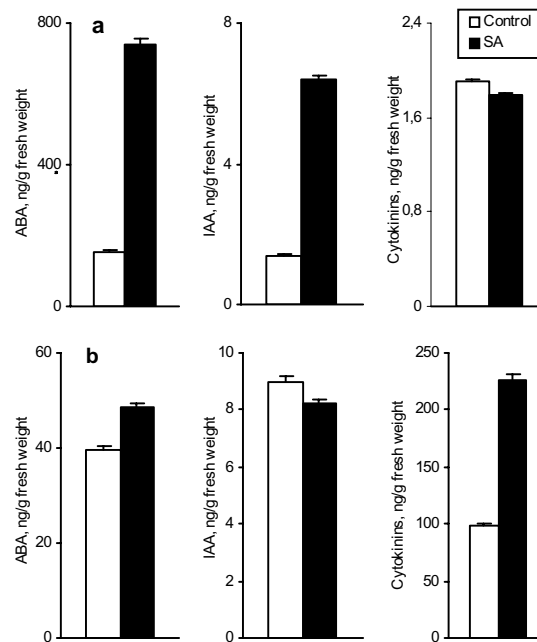 a
Control
SA
ABA, ng/g fresh weight
800
400
0
IAA, ng/g fresh weight
8
4
0
Cytokinins, ng/g fresh weight
2,4
1,6
0,8
0
b
ABA, ng/g fresh weight
60
40
20
0
IAA, ng/g fresh weight
10
8
6
4
2
0
Cytokinins, ng/g fresh weight
250
200
150
100
50
0